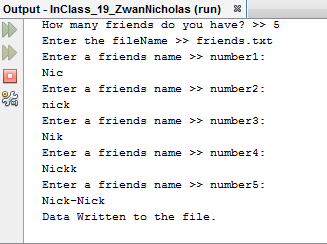 Output - InClass_19_ZwanNicholas (run)
How many friends do you have? >> 5
Enter the fileName >> friends.txt
Enter a friends name >> number1:
Nic
Enter a friends name >> number2:
nick
Enter a friends name >> number3:
Nik
Enter a friends name >> number4:
Nickk
Enter a friends name >> number5:
Nick-Nick
Data Written to the file.